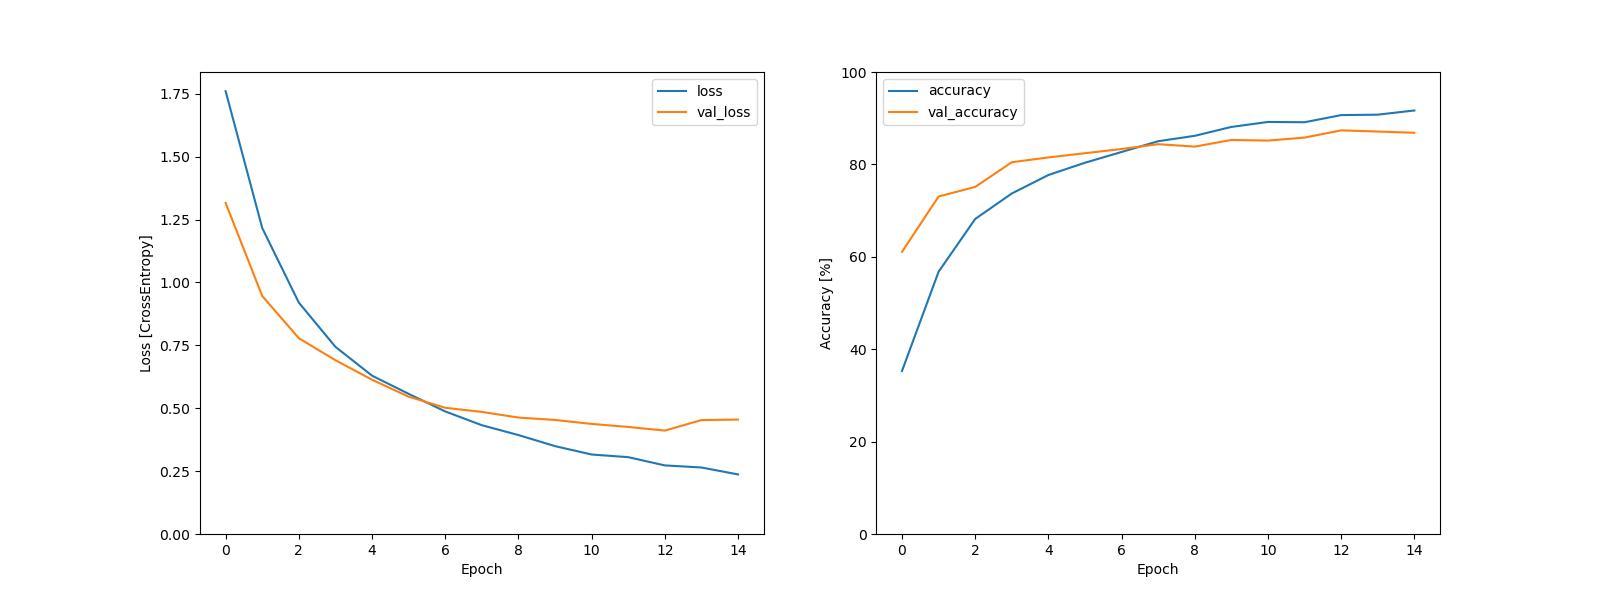 loss
val_loss
1.75
1.50
1.25
1.00
0.75
0.50
0.25
0.00
Loss [CrossEntropy]
0 2 4 6 8 10 12 14
Epoch
accuracy
val_accuracy
100
80
60
40
20
0
Accuracy [%]
0 2 4 6 8 10 12 14
Epoch